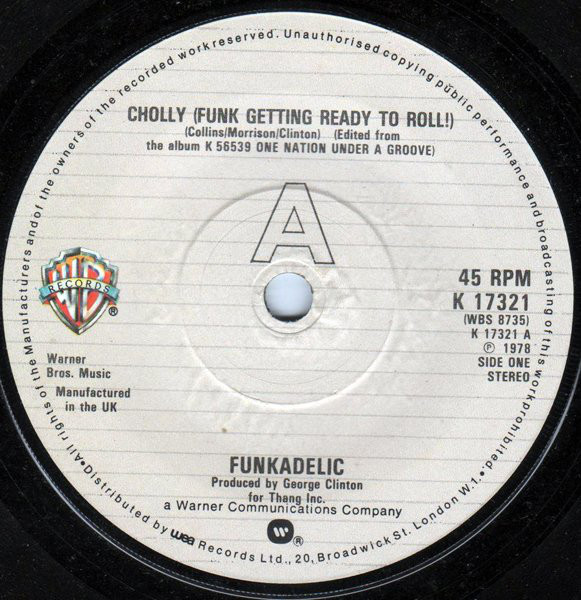 All rights of the Manufacturers and of the owners of the recorded work reserved. Unauthorised copying public performance and broadcasting of this work prohibited.
CHOLLY (FUNK GETTING READY TO ROLL!)
(Collins/Morrison/Clinton) (Edited from
the album K 56539 ONE NATION UNDER A GROOVE)
A
WB
RECORDS
®
45 RPM
K 17321
(WBS 8735)
K 17321 A
℗ 1978
SIDE ONE
STEREO
Warner
Bros. Music
Manufactured
in the UK
FUNKADELIC
Produced by George Clinton
for Thang Inc.
a Warner Communications Company
®
• Distributed by wea Records Ltd., 20, Broadwick St. London W.1. •